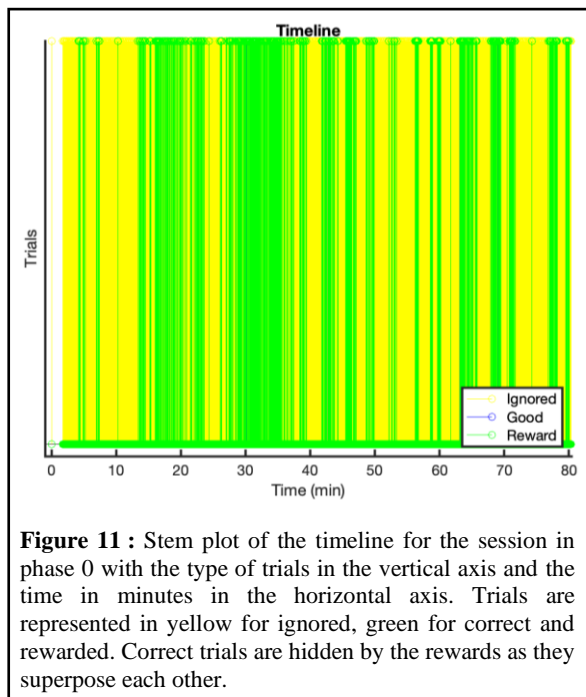 Timeline
Trials
Ignored
Good
Reward
0 10 20 30 40 50 60 70 80
Time (min)
Figure 11 : Stem plot of the timeline for the session in
phase 0 with the type of trials in the vertical axis and the
time in minutes in the horizontal axis. Trials are
represented in yellow for ignored, green for correct and
rewarded. Correct trials are hidden by the rewards as they
superpose each other.